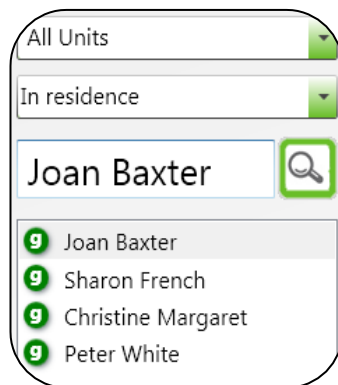 All Units
In residence
Joan Baxter
g Joan Baxter
g Sharon French
g Christine Margaret
g Peter White